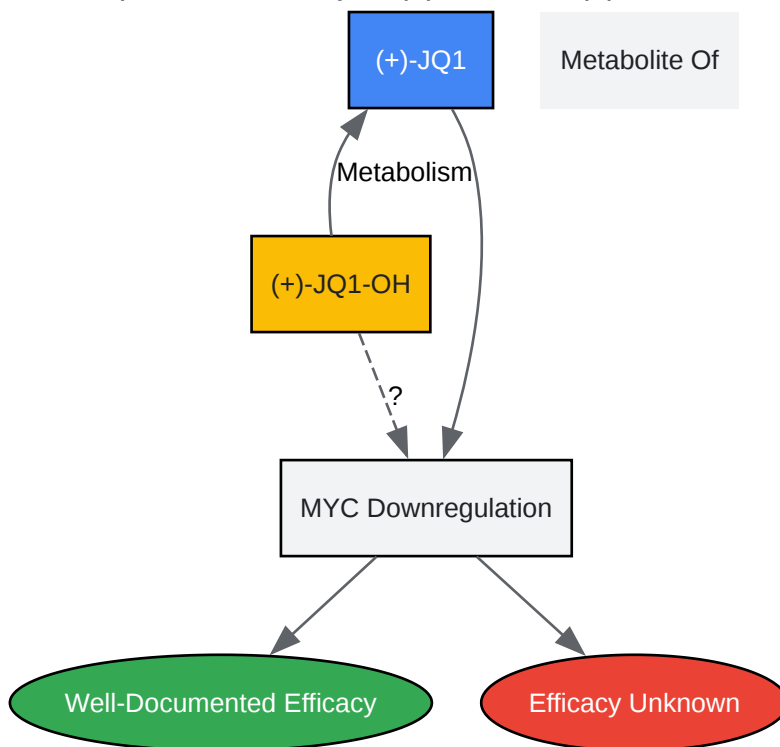 (+)-JQ1
Metabolite Of
Metabolism
(+)-JQ1-OH
?
MYC Downregulation
Well-Documented Efficacy
Efficacy Unknown